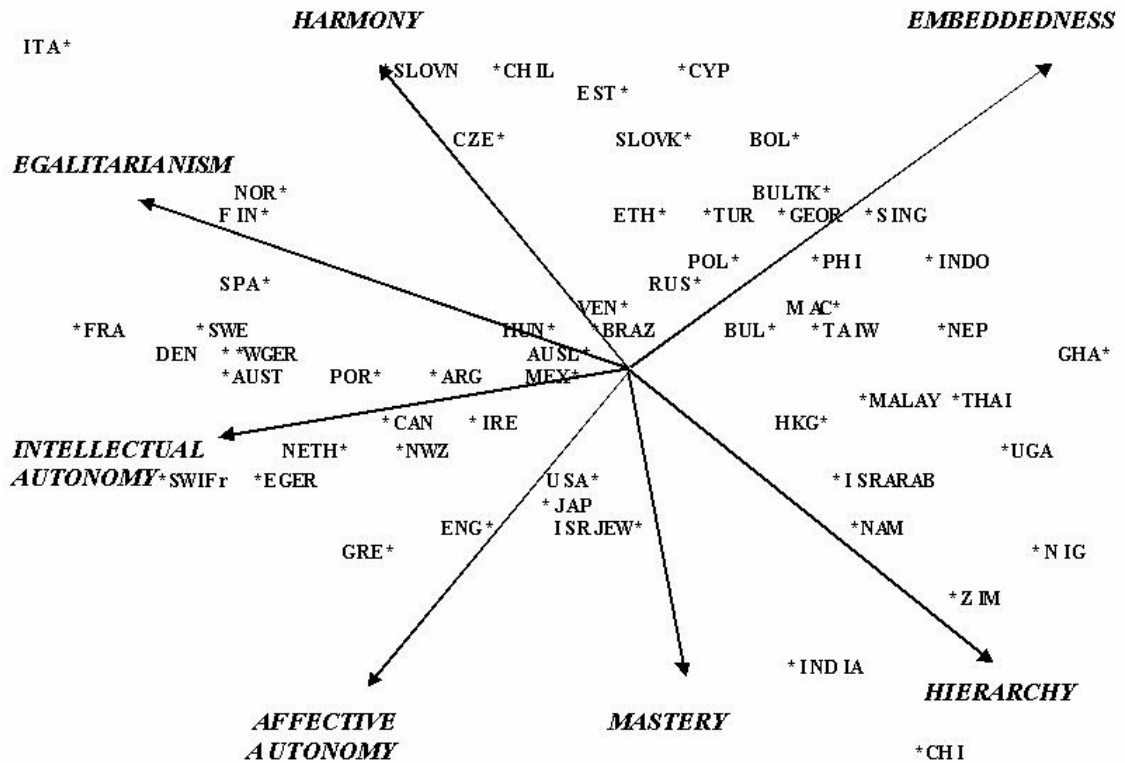 HARMONY EMBEDDEDNESS
ITA*
*SLOVN *CHIL *CYP
EST*
CZE* SLOVK* BOL*
EGALITARIANISM
NOR* BULTK*
FIN* ETH* *TUR *GEOR *SING
POL* *PHI *INDO
SPA* RUS*
VEN* MAC*
*FRA *SWE HUN* *BRAZ BUL* *TAIW *NEP
DEN * *WGER AUSL* GHA*
*AUST POR* *ARG MEX*
*MALAY *THAI
*CAN *IRE HKG*
INTELLECTUAL NETH* *NWZ *UGA
AUTONOMY *SWIFr *EGER USA* *ISRARAB
*JAP
ENG* ISRJEW* *NAM
GRE* *NIG
*ZIM
*INDIA
HIERARCHY
AFFECTIVE MASTERY
AUTONOMY *CHI